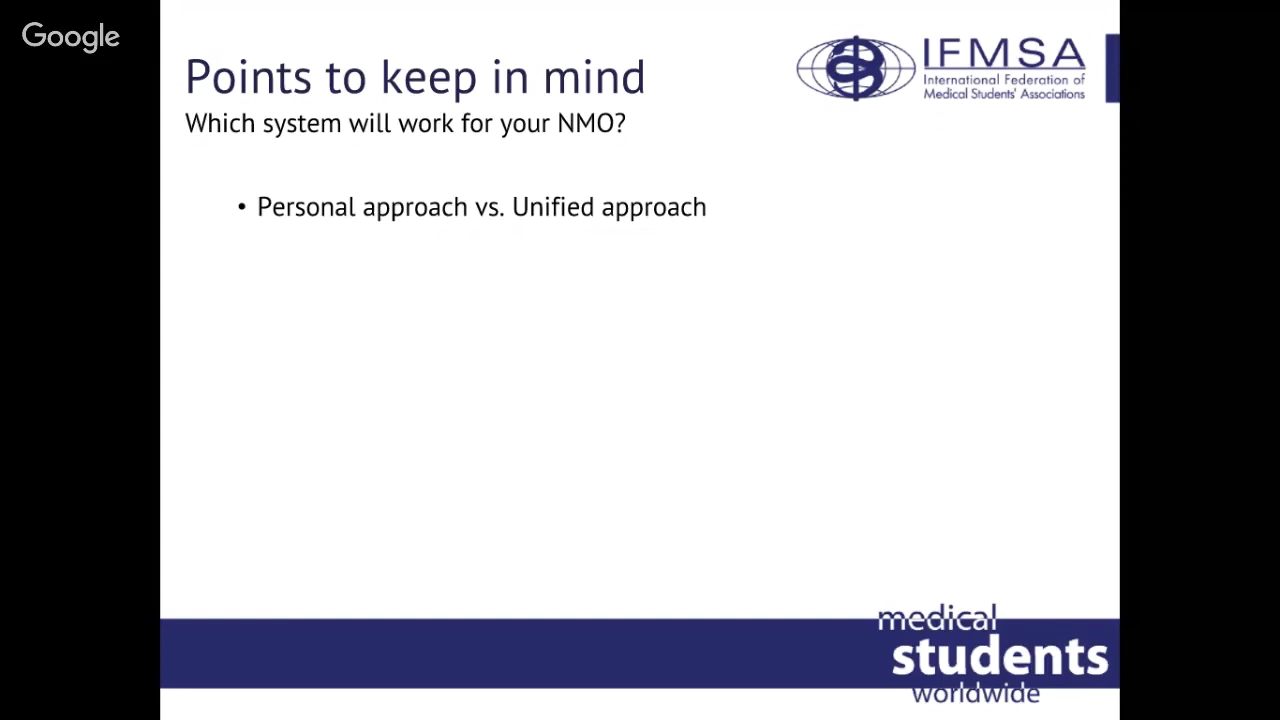 Google
Points to keep in mind
Which system will work for your NMO?
IFMSA
International Federation of
Medical Students' Associations
• Personal approach vs. Unified approach
medical
students
worldwide